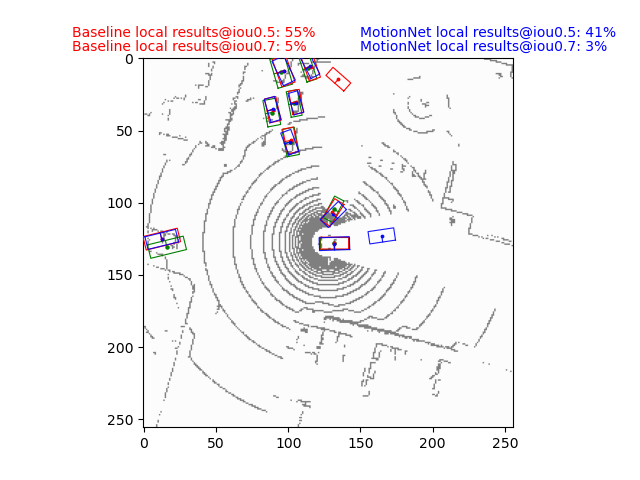 Baseline local results@iou0.5: 55%
Baseline local results@iou0.7: 5%
MotionNet local results@iou0.5: 41%
MotionNet local results@iou0.7: 3%
0
50
100
150
200
250
0 50 100 150 200 250